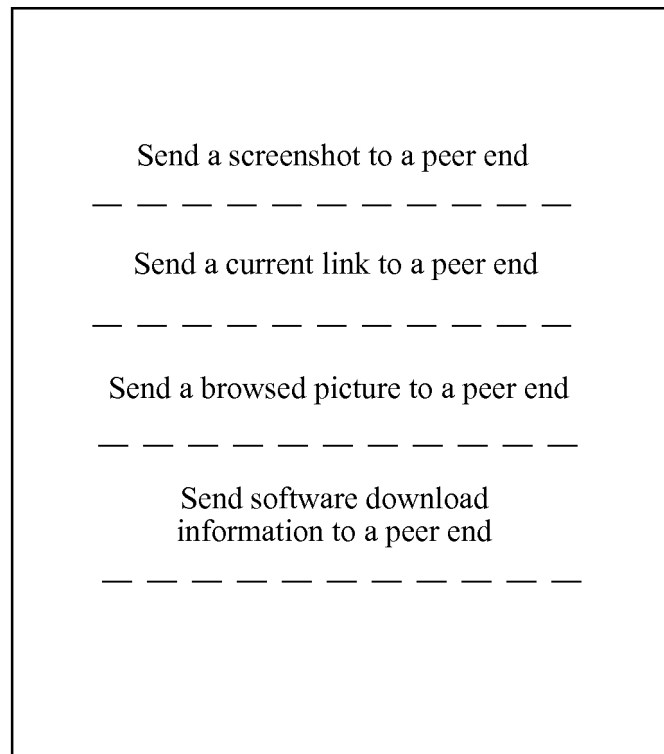 Send a screenshot to a peer end
Send a current link to a peer end
Send a browsed picture to a peer end
Send software download
information to a peer end